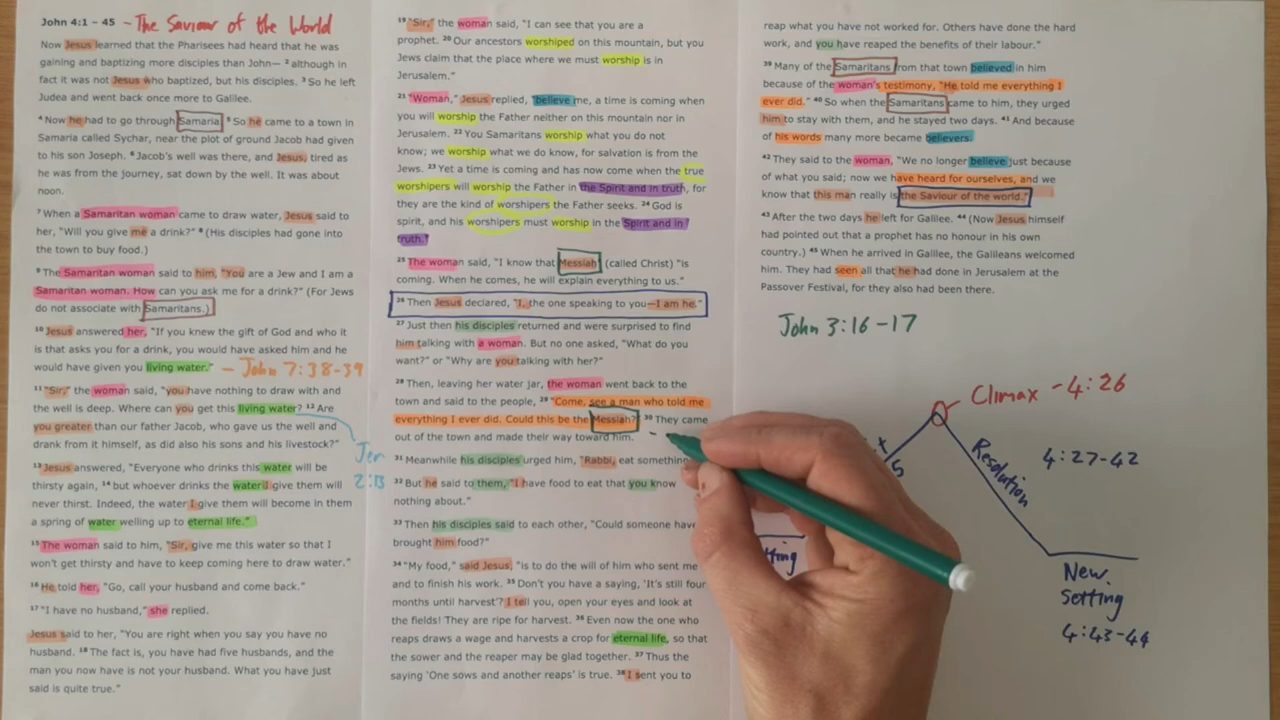 John 4:1 - 45 - The Saviour of the World
Now Jesus learned that the Pharisees had heard that he was
gaining and baptizing more disciples than John— ² although in
fact it was not Jesus who baptized, but his disciples. ³ So he left
Judea and went back once more to Galilee.
⁴ Now he had to go through Samaria. ⁵ So he came to a town in
Samaria called Sychar, near the plot of ground Jacob had given
to his son Joseph. ⁶ Jacob's well was there, and Jesus, tired as
he was from the journey, sat down by the well. It was about
noon.
⁷ When a Samaritan woman came to draw water, Jesus said to
her, "Will you give me a drink?" ⁸ (His disciples had gone into
the town to buy food.)
⁹ The Samaritan woman said to him, "You are a Jew and I am a
Samaritan woman. How can you ask me for a drink?" (For Jews
do not associate with Samaritans.)
¹⁰ Jesus answered her, "If you knew the gift of God and who it
is that asks you for a drink, you would have asked him and he
would have given you living water." - John 7:38-39
¹¹ "Sir," the woman said, "you have nothing to draw with and
the well is deep. Where can you get this living water? ¹² Are
you greater than our father Jacob, who gave us the well and
drank from it himself, as did also his sons and his livestock?"
Jer
2:13
¹³ Jesus answered, "Everyone who drinks this water will be
thirsty again, ¹⁴ but whoever drinks the water I give them will
never thirst. Indeed, the water I give them will become in them
a spring of water welling up to eternal life."
¹⁵ The woman said to him, "Sir, give me this water so that I
won't get thirsty and have to keep coming here to draw water."
¹⁶ He told her, "Go, call your husband and come back."
¹⁷ "I have no husband," she replied.
Jesus said to her, "You are right when you say you have no
husband. ¹⁸ The fact is, you have had five husbands, and the
man you now have is not your husband. What you have just
said is quite true."
¹⁹ "Sir," the woman said, "I can see that you are a
prophet. ²⁰ Our ancestors worshiped on this mountain, but you
Jews claim that the place where we must worship is in
Jerusalem."
²¹ "Woman," Jesus replied, "believe me, a time is coming when
you will worship the Father neither on this mountain nor in
Jerusalem. ²² You Samaritans worship what you do not
know; we worship what we do know, for salvation is from the
Jews. ²³ Yet a time is coming and has now come when the true
worshipers will worship the Father in the Spirit and in truth, for
they are the kind of worshipers the Father seeks. ²⁴ God is
spirit, and his worshipers must worship in the Spirit and in
truth."
²⁵ The woman said, "I know that Messiah (called Christ) "is
coming. When he comes, he will explain everything to us."
²⁶ Then Jesus declared, "I, the one speaking to you—I am he."
²⁷ Just then his disciples returned and were surprised to find
him talking with a woman. But no one asked, "What do you
want?" or "Why are you talking with her?"
²⁸ Then, leaving her water jar, the woman went back to the
town and said to the people, ²⁹ "Come, see a man who told me
everything I ever did. Could this be the Messiah?" ³⁰ They came
out of the town and made their way toward him.
³¹ Meanwhile his disciples urged him, "Rabbi, eat something
³² But he said to them, "I have food to eat that you know
nothing about."
³³ Then his disciples said to each other, "Could someone have
brought him food?"
³⁴ "My food," said Jesus, "is to do the will of him who sent me
and to finish his work. ³⁵ Don't you have a saying, 'It's still four
months until harvest'? I tell you, open your eyes and look at
the fields! They are ripe for harvest. ³⁶ Even now the one who
reaps draws a wage and harvests a crop for eternal life, so that
the sower and the reaper may be glad together. ³⁷ Thus the
saying 'One sows and another reaps' is true. ³⁸ I sent you to
reap what you have not worked for. Others have done the hard
work, and you have reaped the benefits of their labour."
³⁹ Many of the Samaritans from that town believed in him
because of the woman's testimony, "He told me everything I
ever did." ⁴⁰ So when the Samaritans came to him, they urged
him to stay with them, and he stayed two days. ⁴¹ And because
of his words many more became believers.
⁴² They said to the woman, "We no longer believe just because
of what you said; now we have heard for ourselves, and we
know that this man really is the Saviour of the world."
⁴³ After the two days he left for Galilee. ⁴⁴ (Now Jesus himself
had pointed out that a prophet has no honour in his own
country.) ⁴⁵ When he arrived in Galilee, the Galileans welcomed
him. They had seen all that he had done in Jerusalem at the
Passover Festival, for they also had been there.
John 3:16-17
Climax - 4:26
Resolution
4:27-42
New
Setting
4:43-44